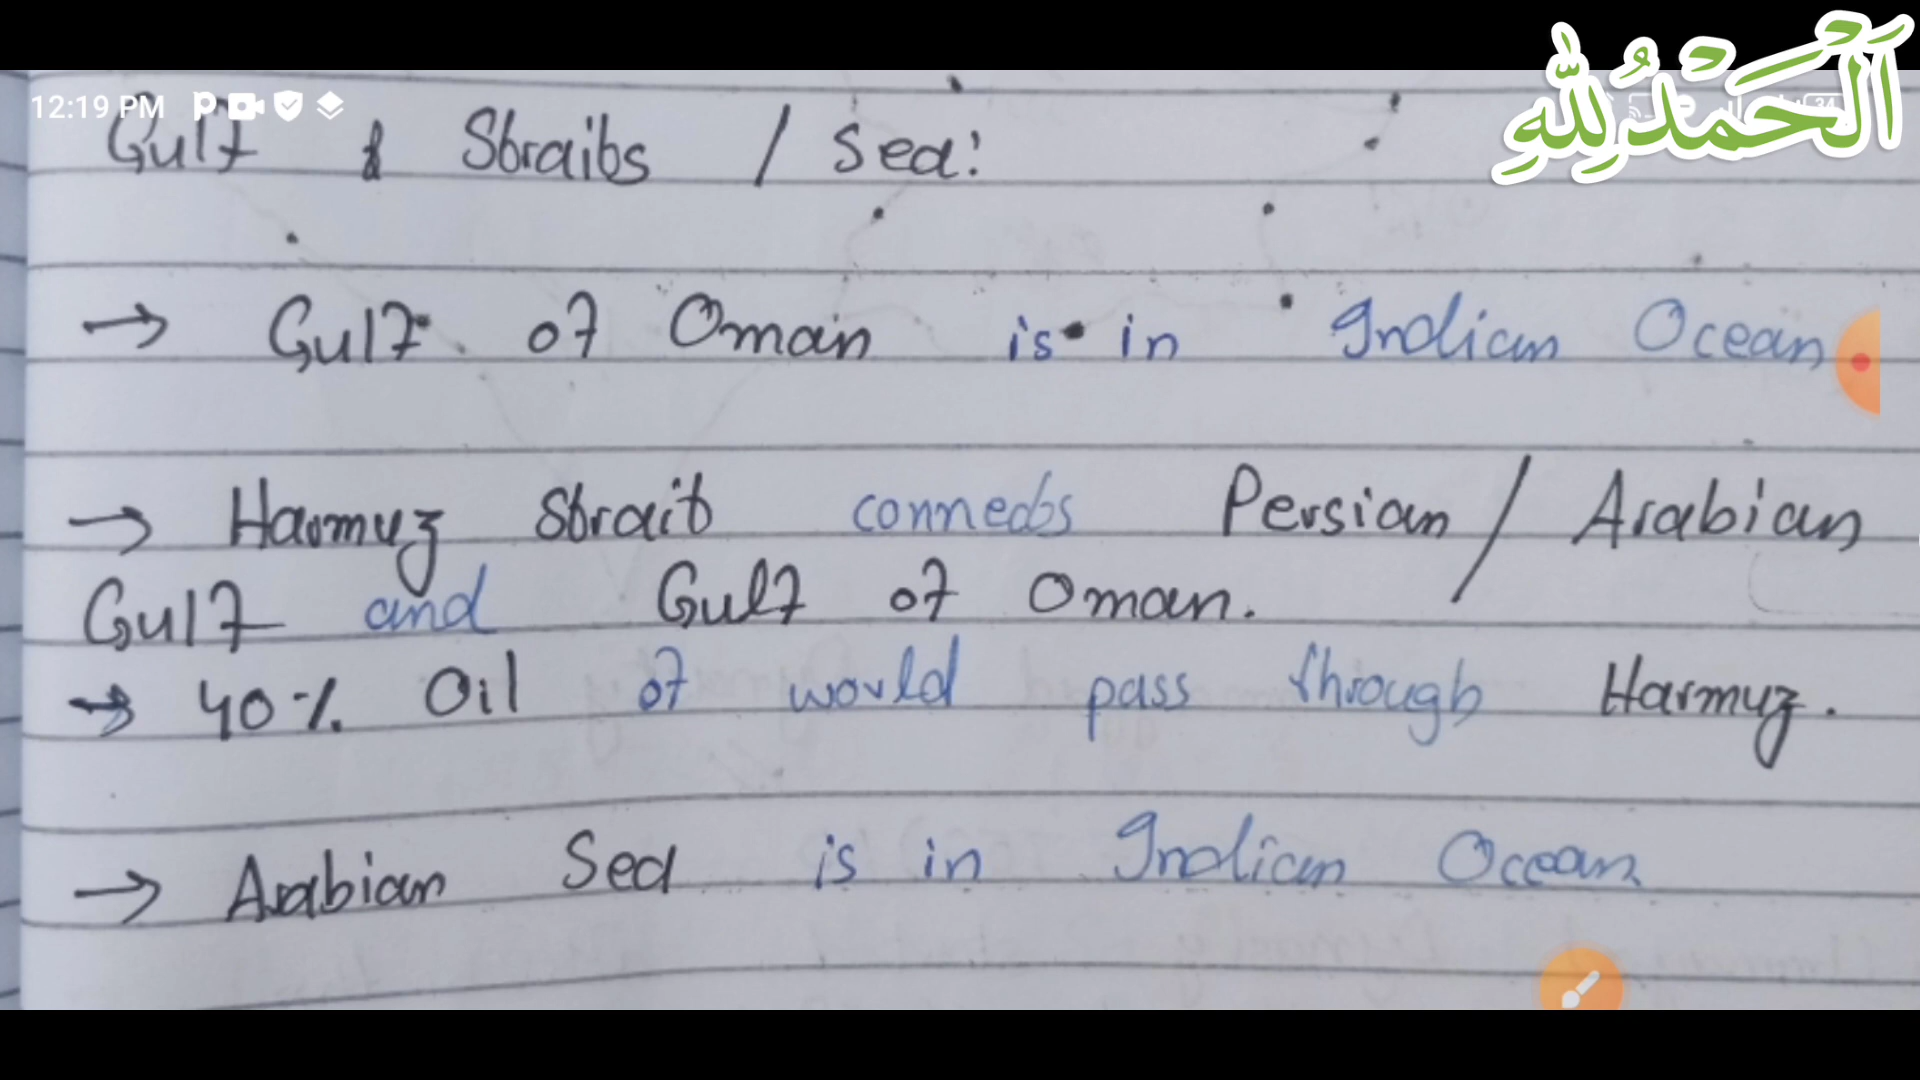 اَلْحَمْدُلِلّٰهِ
12:19 PM
34
Gulf & Straits / Sea:
→ Gulf of Oman is in Indian Ocean
→ Harmuz Strait connects Persian / Arabian
Gulf and Gulf of Oman.
→ 40% Oil of world pass through Harmuz.
→ Arabian Sea is in Indian Ocean